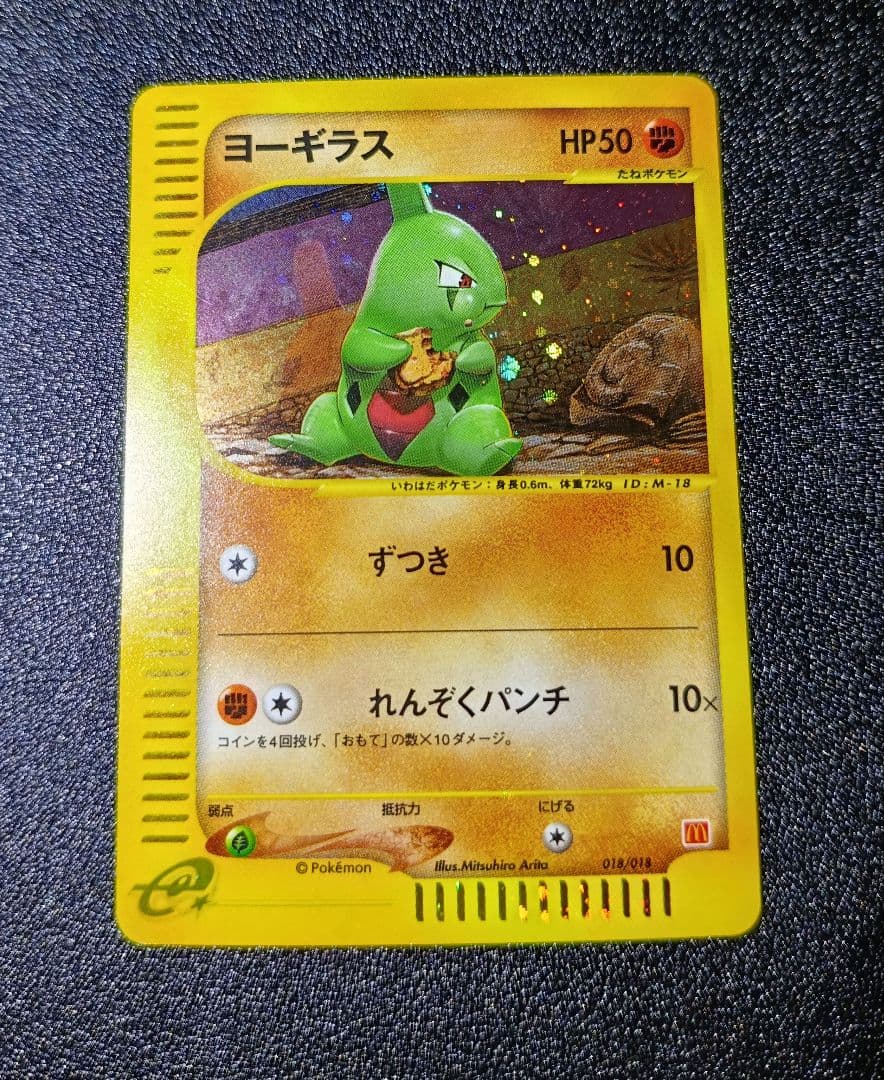 ヨーギラス HP50
たねポケモン
いわはだポケモン：身長0.6m、体重72kg ID:M-18
ずつき 10
れんぞくパンチ 10×
コインを4回投げ、「おもて」の数×10ダメージ。
弱点 抵抗力 にげる
©Pokémon Illus.Mitsuhiro Arita 018/018
e